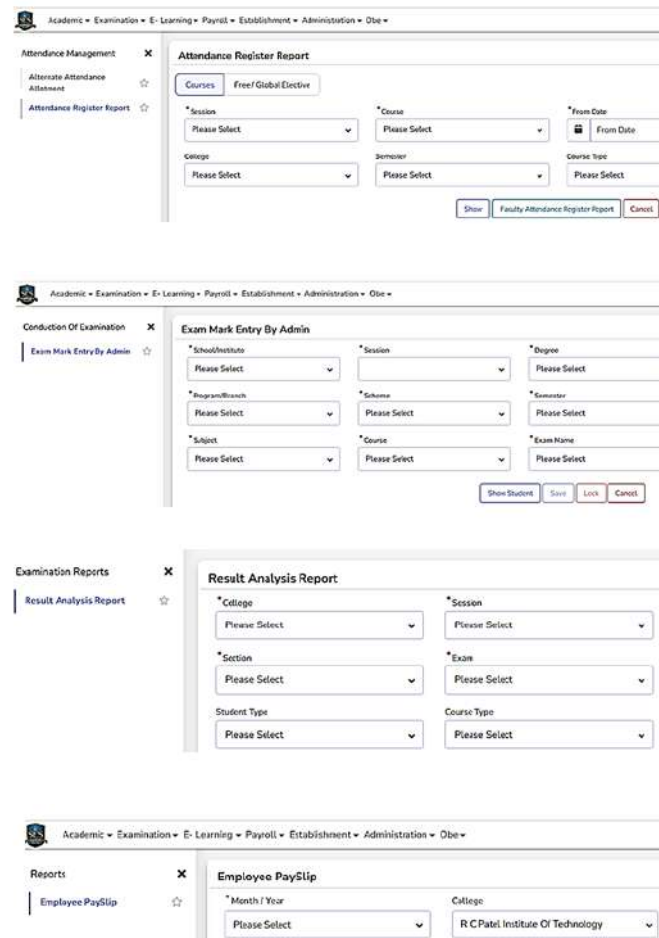 Academic Examination E- Learning Payroll Establishment Administration Obe
Attendance Management ×
Alternate Attendance
Allotment
Attendance Register Report
Attendance Register Report
Courses Free/ Global Elective
*Session *Course *From Date
Please Select Please Select From Date
College Semester Course Type
Please Select Please Select Please Select
Show Faculty Attendance Register Report Cancel
Academic Examination E- Learning Payroll Establishment Administration Obe
Conduction Of Examination ×
Exam Mark Entry By Admin
Exam Mark Entry By Admin
*School/Institute *Session *Degree
Please Select Please Select
*Program/Branch *Scheme *Semester
Please Select Please Select Please Select
*Subject *Course *Exam Name
Please Select Please Select Please Select
Show Student Save Lock Cancel
Examination Reports ×
Result Analysis Report
Result Analysis Report
*College *Session
Please Select Please Select
*Section *Exam
Please Select Please Select
Student Type Course Type
Please Select Please Select
Academic Examination E- Learning Payroll Establishment Administration Obe
Reports ×
Employee PaySlip
Employee PaySlip
*Month / Year College
Please Select R C Patel Institute Of Technology